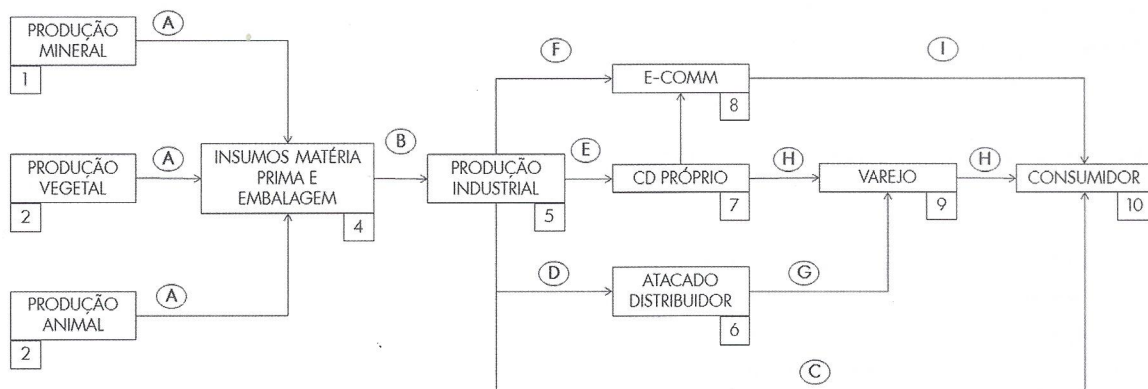 PRODUÇÃO
MINERAL
1
A
PRODUÇÃO
VEGETAL
2
A
PRODUÇÃO
ANIMAL
2
A
INSUMOS MATÉRIA
PRIMA E
EMBALAGEM
4
B
PRODUÇÃO
INDUSTRIAL
5
F
E-COMM
8
I
E
CD PRÓPRIO
7
H
VAREJO
9
H
CONSUMIDOR
10
D
ATACADO
DISTRIBUIDOR
6
G
C